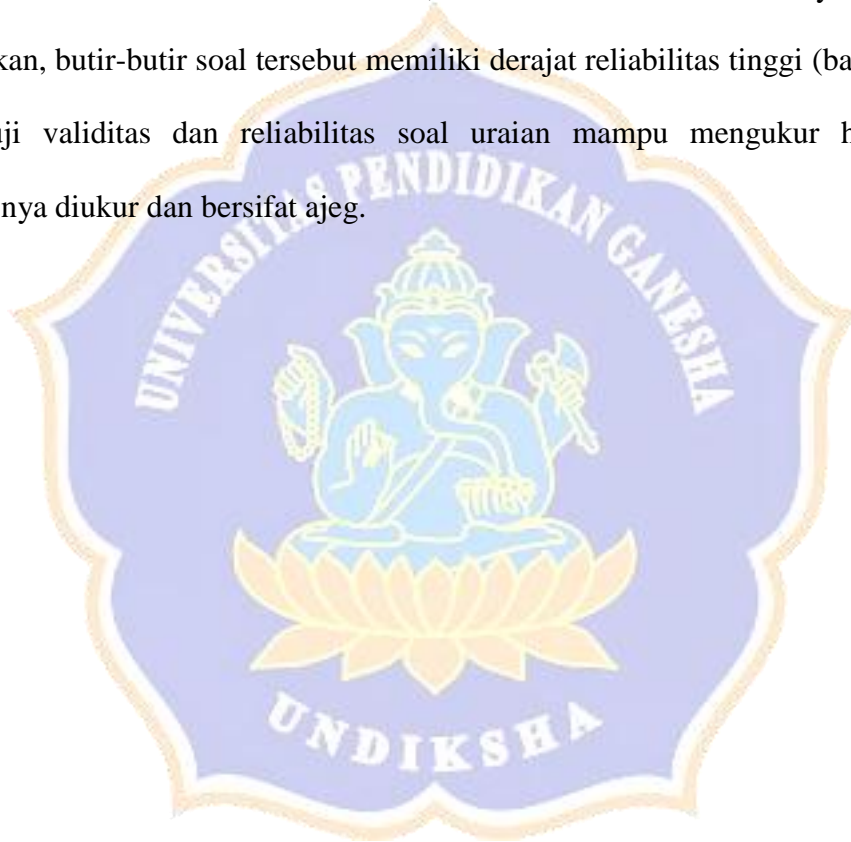 kan, butir-butir soal tersebut memiliki derajat reliabilitas tinggi (ba
ji validitas dan reliabilitas soal uraian mampu mengukur h
nya diukur dan bersifat ajeg.
UNIVERSITAS PENDIDIKAN GANESHA
UNDIKSHA